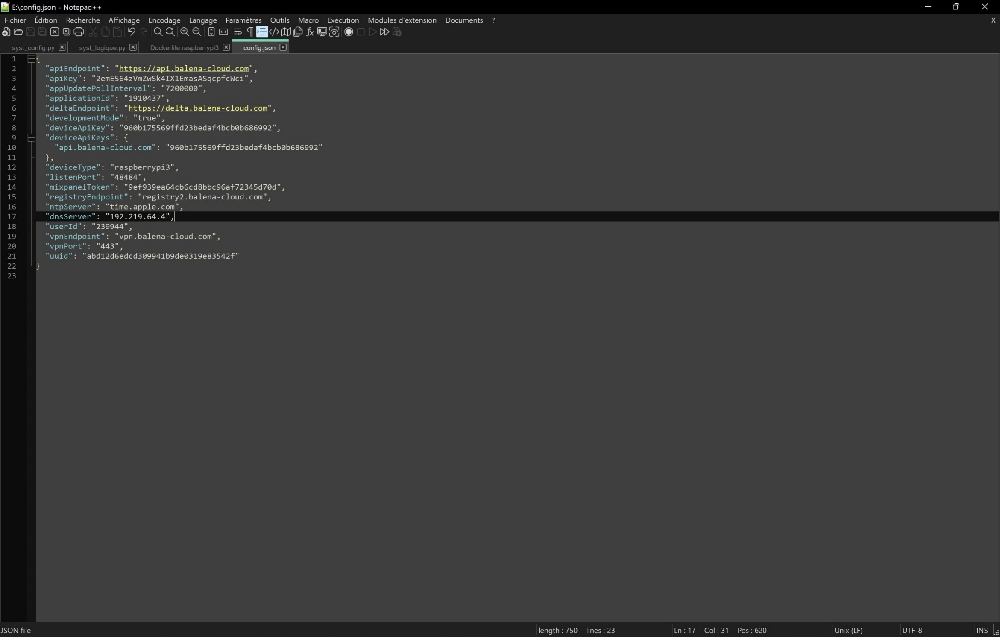 E:\config.json - Notepad++
Fichier Édition Recherche Affichage Encodage Langage Paramètres Outils Macro Exécution Modules d'extension Documents ? X
syst_config.py syst_logique.py Dockerfile.raspberrypi3 config.json
1 {
2 "apiEndpoint": "https://api.balena-cloud.com",
3 "apiKey": "2emE564zVmZwSk4IX1EmasASqcpfcWci",
4 "appUpdatePollInterval": "7200000",
5 "applicationId": "1910437",
6 "deltaEndpoint": "https://delta.balena-cloud.com",
7 "developmentMode": "true",
8 "deviceApiKey": "960b175569ffd23bedaf4bcb0b686992",
9 "deviceApiKeys": {
10 "api.balena-cloud.com": "960b175569ffd23bedaf4bcb0b686992"
11 },
12 "deviceType": "raspberrypi3",
13 "listenPort": "48484",
14 "mixpanelToken": "9ef939ea64cb6cd8bbc96af72345d70d",
15 "registryEndpoint": "registry2.balena-cloud.com",
16 "ntpServer": "time.apple.com",
17 "dnsServer": "192.219.64.4",
18 "userId": "239944",
19 "vpnEndpoint": "vpn.balena-cloud.com",
20 "vpnPort": "443",
21 "uuid": "abd12d6edcd309941b9de0319e83542f"
22 }
23
JSON file length : 750 lines : 23 Ln : 17 Col : 31 Pos : 620 Unix (LF) UTF-8 INS